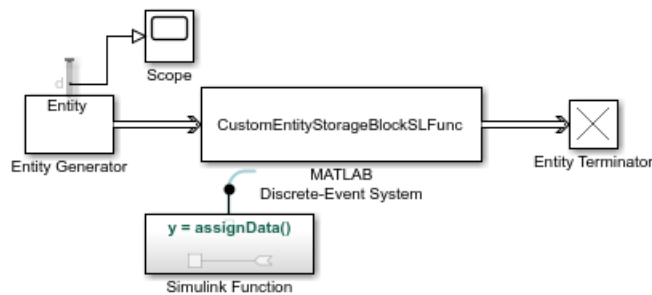 Scope
d
Entity
Entity Generator
CustomEntityStorageBlockSLFunc
Entity Terminator
MATLAB
Discrete-Event System
y = assignData()
Simulink Function